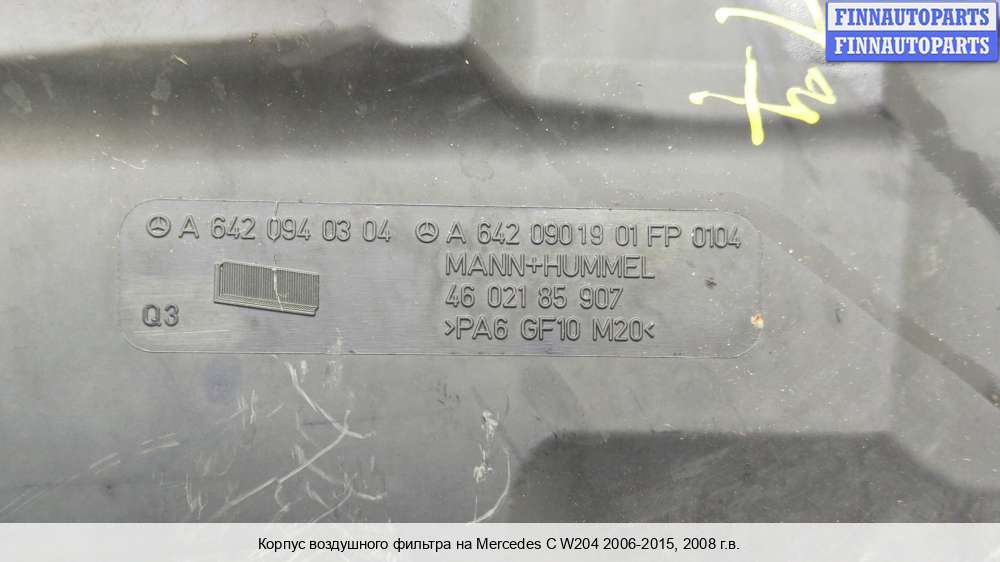 FINNAUTOPARTS
FINNAUTOPARTS
A 642 094 03 04 A 642 090 19 01 FP 0104
MANN+HUMMEL
46 021 85 907
Q3
>PA6 GF10 M20<
Корпус воздушного фильтра на Mercedes C W204 2006-2015, 2008 г.в.